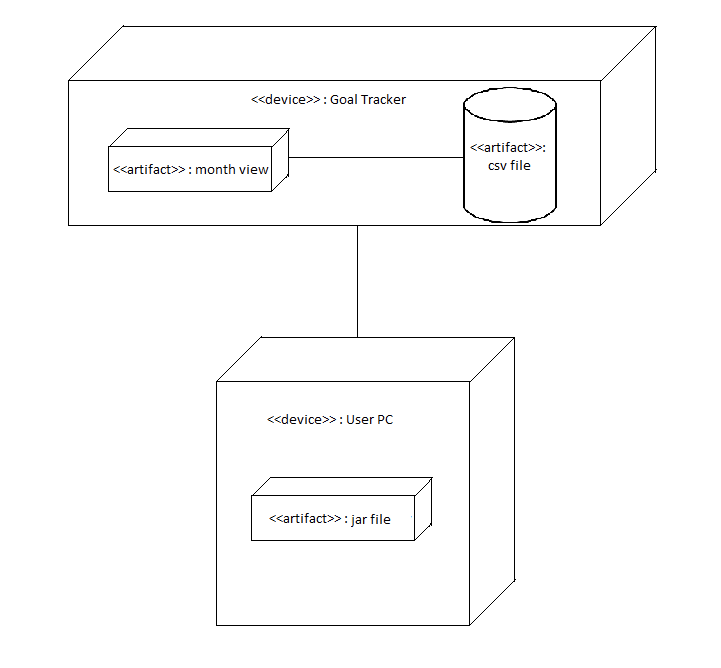 <<device>> : Goal Tracker
<<artifact>> : month view
<<artifact>>:
csv file
<<device>> : User PC
<<artifact>> : jar file